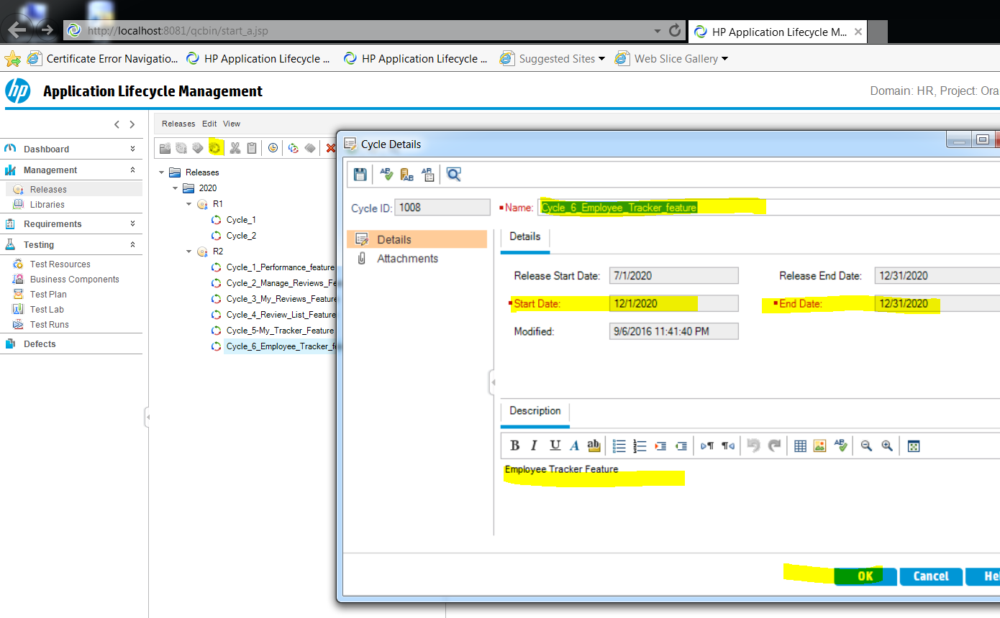 http://localhost:8081/qcbin/start_a.jsp
HP Application Lifecycle M...
Certificate Error Navigatio...
HP Application Lifecycle ...
HP Application Lifecycle ...
Suggested Sites
Web Slice Gallery
hp
Application Lifecycle Management
Domain: HR, Project: Ora
Releases Edit View
Dashboard
Management
Releases
Libraries
Requirements
Testing
Test Resources
Business Components
Test Plan
Test Lab
Test Runs
Defects
Releases
2020
R1
Cycle_1
Cycle_2
R2
Cycle_1_Performance_feature
Cycle_2_Manage_Reviews_Fe
Cycle_3_My_Reviews_Feature
Cycle_4_Review_List_Feature
Cycle_5-My_Tracker_Feature
Cycle_6_Employee_Tracker_fe
Cycle Details
Cycle ID: 1008
Name: Cycle_6_Employee_Tracker_feature
Details
Attachments
Details
Release Start Date: 7/1/2020
Release End Date: 12/31/2020
Start Date: 12/1/2020
End Date: 12/31/2020
Modified: 9/6/2016 11:41:40 PM
Description
B I U A ab
Employee Tracker Feature
OK Cancel Hel